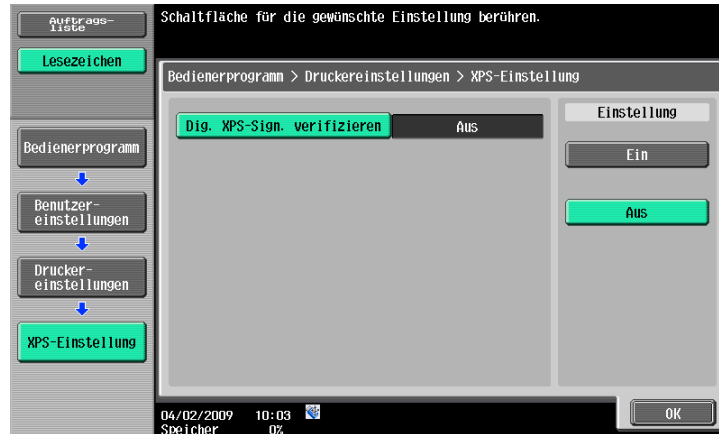 Auftrags-
liste
Schaltfläche für die gewünschte Einstellung berühren.
Lesezeichen
Bedienerprogramm > Druckereinstellungen > XPS-Einstellung
Dig. XPS-Sign. verifizieren
Aus
Einstellung
Ein
Aus
Bedienerprogramm
Benutzer-
einstellungen
Drucker-
einstellungen
XPS-Einstellung
04/02/2009 10:03
Speicher 0%
OK